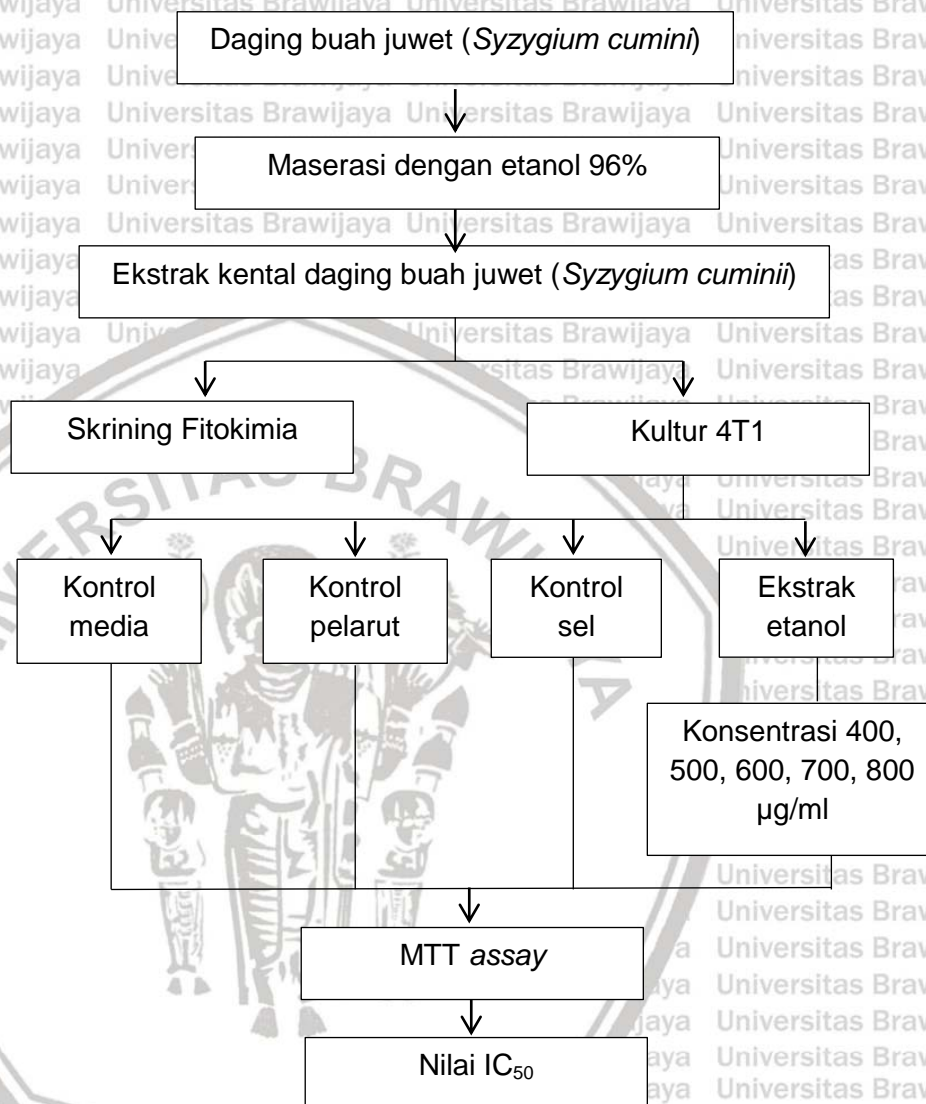 Daging buah juwet (Syzygium cumini)
Maserasi dengan etanol 96%
Ekstrak kental daging buah juwet (Syzygium cuminii)
Skrining Fitokimia
Kultur 4T1
Kontrol
media
Kontrol
pelarut
Kontrol
sel
Ekstrak
etanol
Konsentrasi 400,
500, 600, 700, 800
µg/ml
MTT assay
Nilai IC₅₀